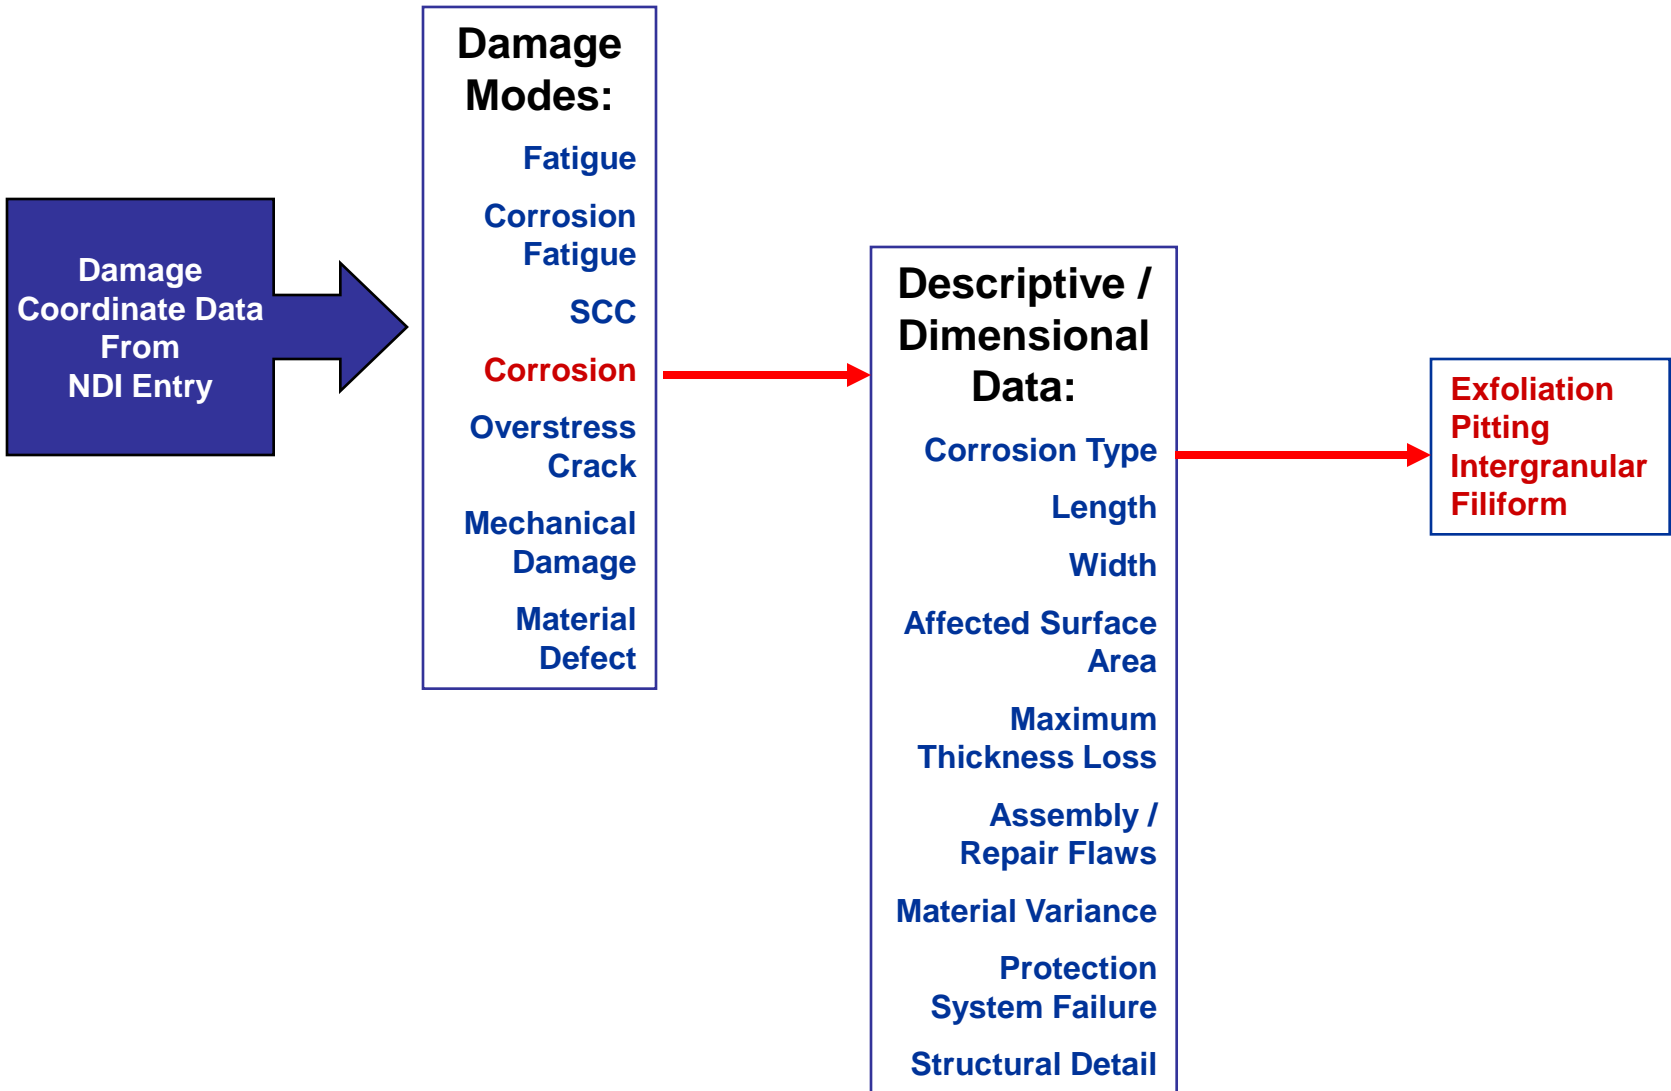 Damage
Coordinate Data
From
NDI Entry
Damage
Modes:
Fatigue
Corrosion
Fatigue
SCC
Corrosion
Overstress
Crack
Mechanical
Damage
Material
Defect
Descriptive /
Dimensional
Data:
Corrosion Type
Length
Width
Affected Surface
Area
Maximum
Thickness Loss
Assembly /
Repair Flaws
Material Variance
Protection
System Failure
Structural Detail
Exfoliation
Pitting
Intergranular
Filiform